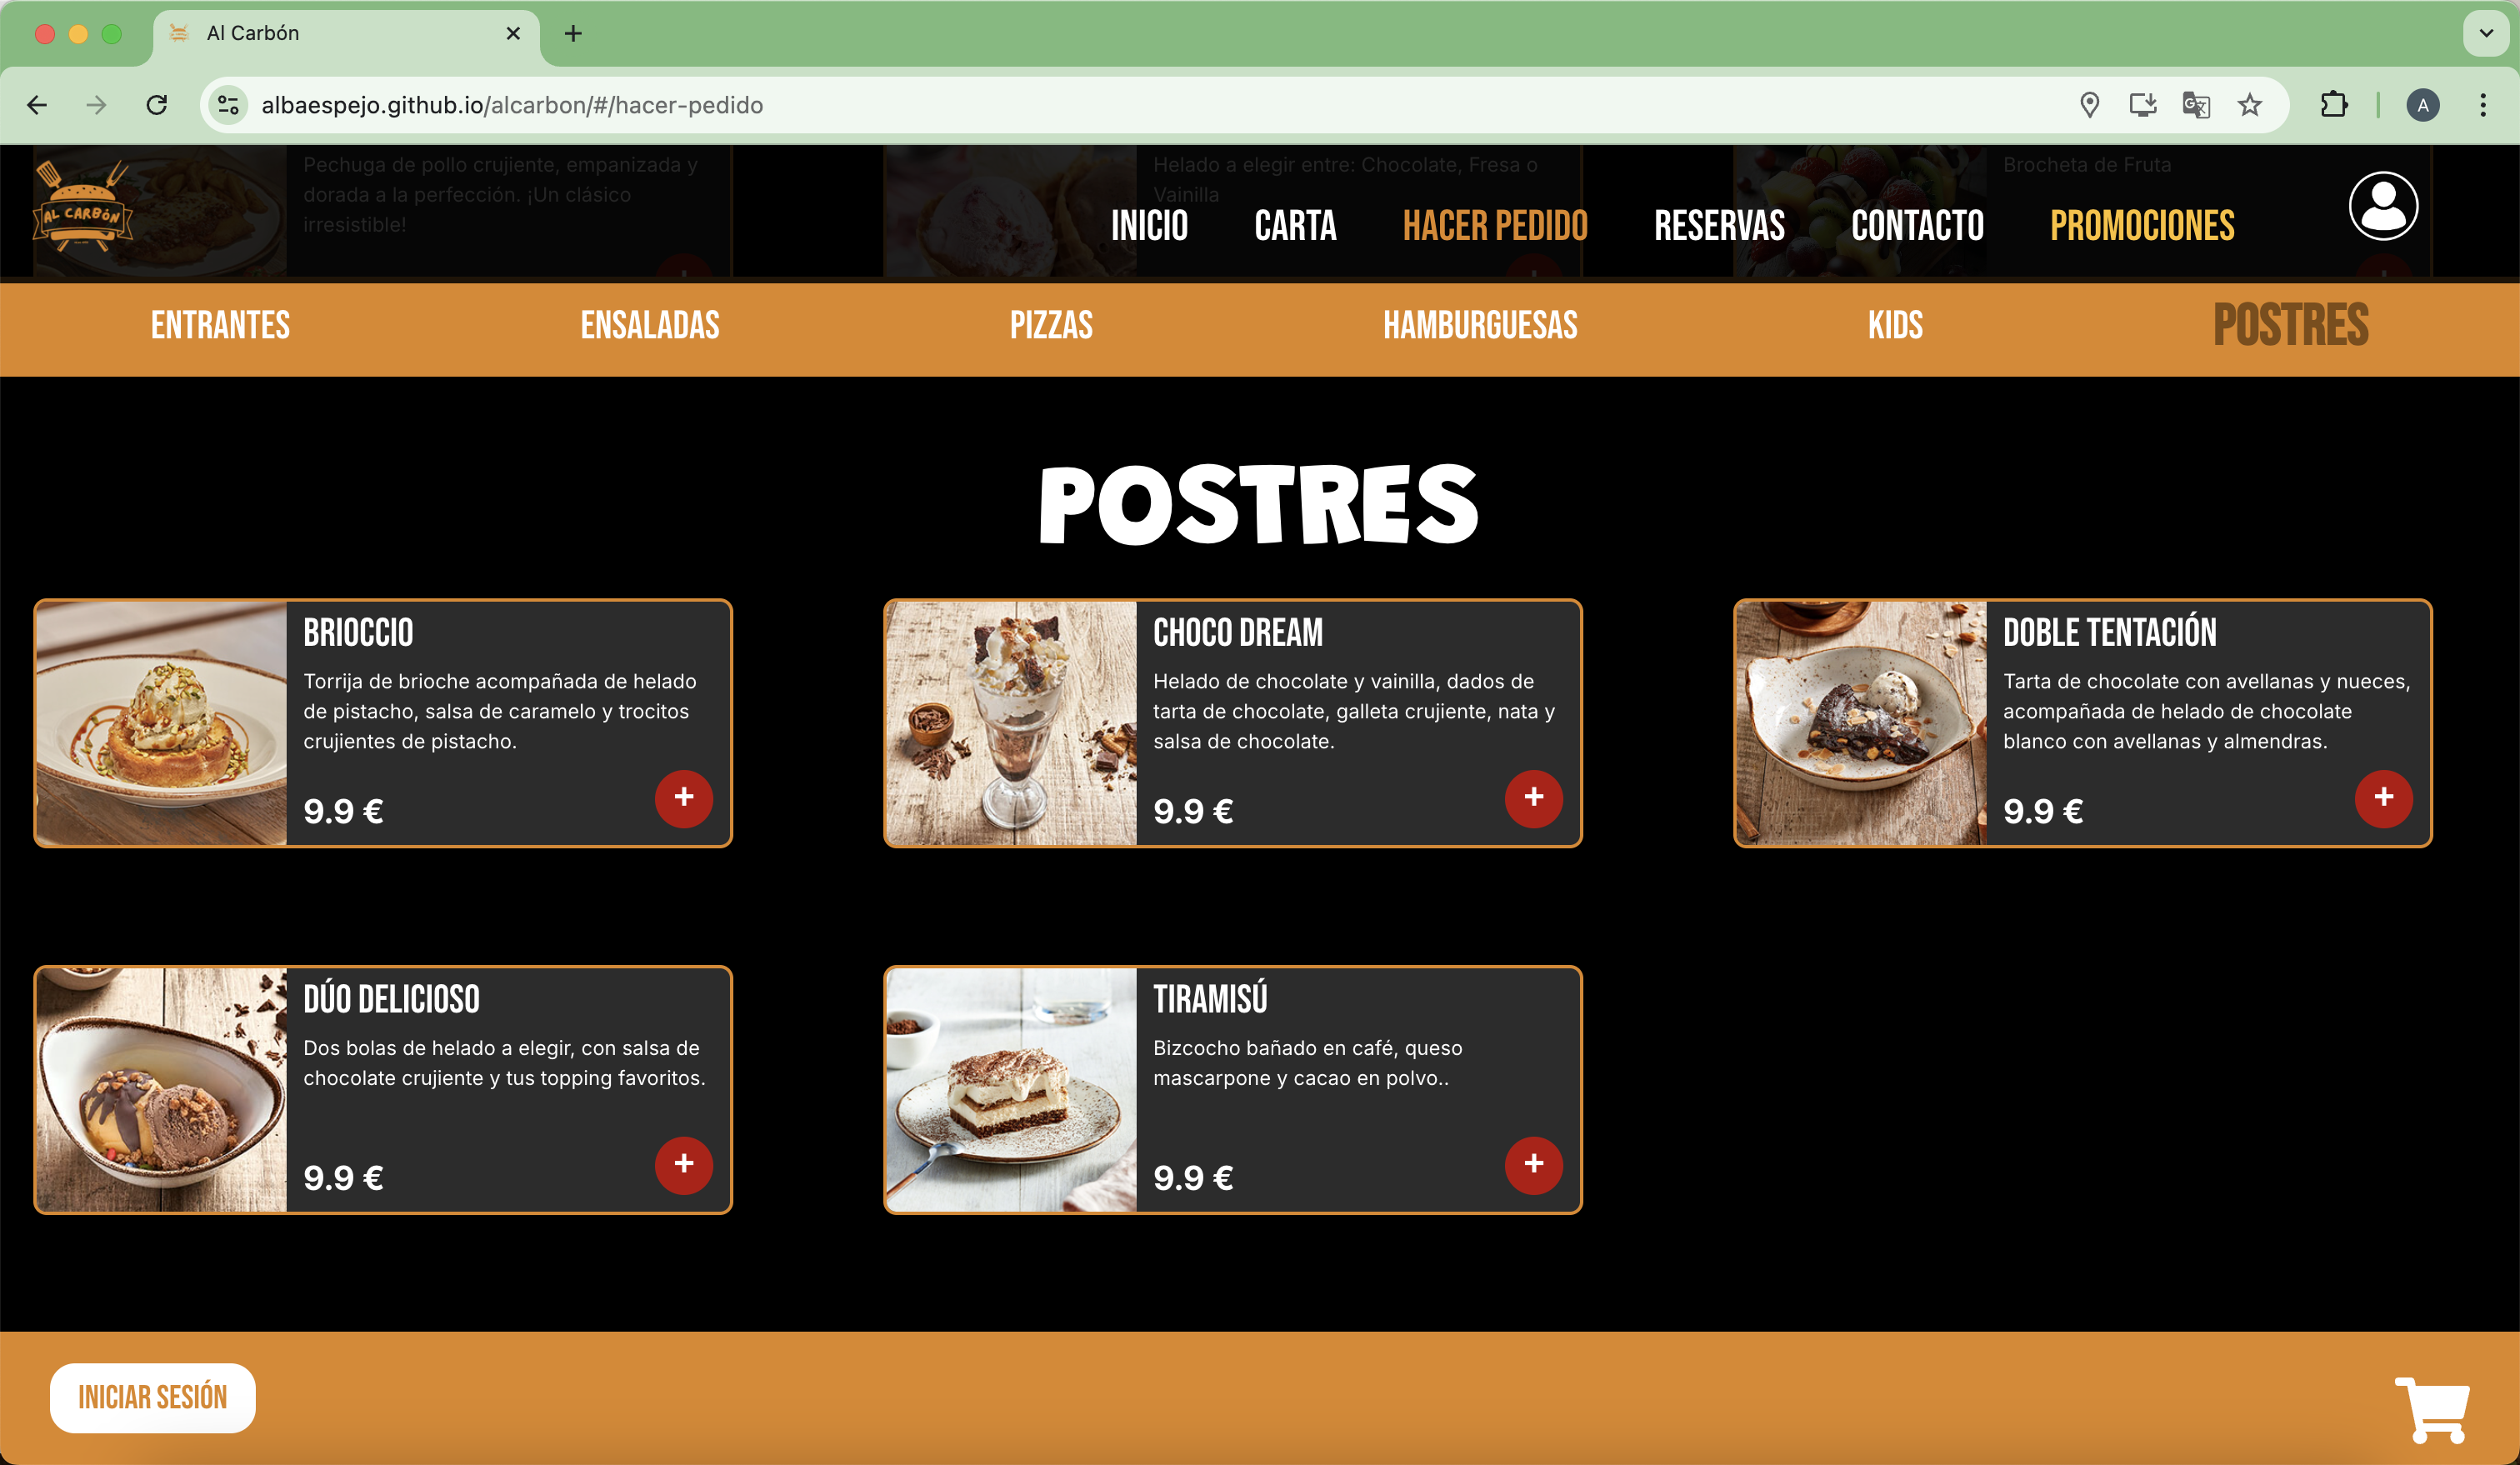 Al Carbón
albaespejo.github.io/alcarbon/#/hacer-pedido
A
Pechuga de pollo crujiente, empanizada y
dorada a la perfección. ¡Un clásico
irresistible!
Helado a elegir entre: Chocolate, Fresa o
Vainilla
Brocheta de Fruta
AL CARBÓN
INICIO
CARTA
HACER PEDIDO
RESERVAS
CONTACTO
PROMOCIONES
ENTRANTES
ENSALADAS
PIZZAS
HAMBURGUESAS
KIDS
POSTRES
POSTRES
BRIOCCIO
Torrija de brioche acompañada de helado
de pistacho, salsa de caramelo y trocitos
crujientes de pistacho.
9.9 €
+
CHOCO DREAM
Helado de chocolate y vainilla, dados de
tarta de chocolate, galleta crujiente, nata y
salsa de chocolate.
9.9 €
+
DOBLE TENTACIÓN
Tarta de chocolate con avellanas y nueces,
acompañada de helado de chocolate
blanco con avellanas y almendras.
9.9 €
+
DÚO DELICIOSO
Dos bolas de helado a elegir, con salsa de
chocolate crujiente y tus topping favoritos.
9.9 €
+
TIRAMISÚ
Bizcocho bañado en café, queso
mascarpone y cacao en polvo..
9.9 €
+
INICIAR SESIÓN